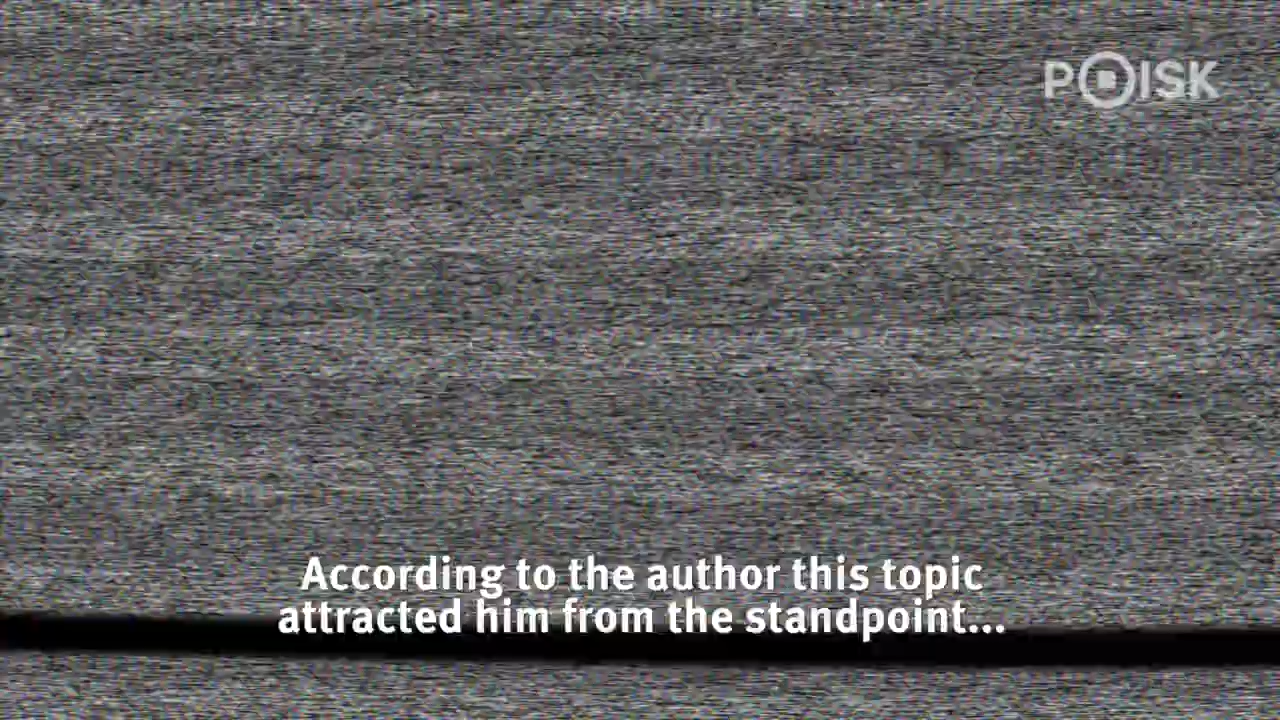 POISK
According to the author this topic
attracted him from the standpoint...